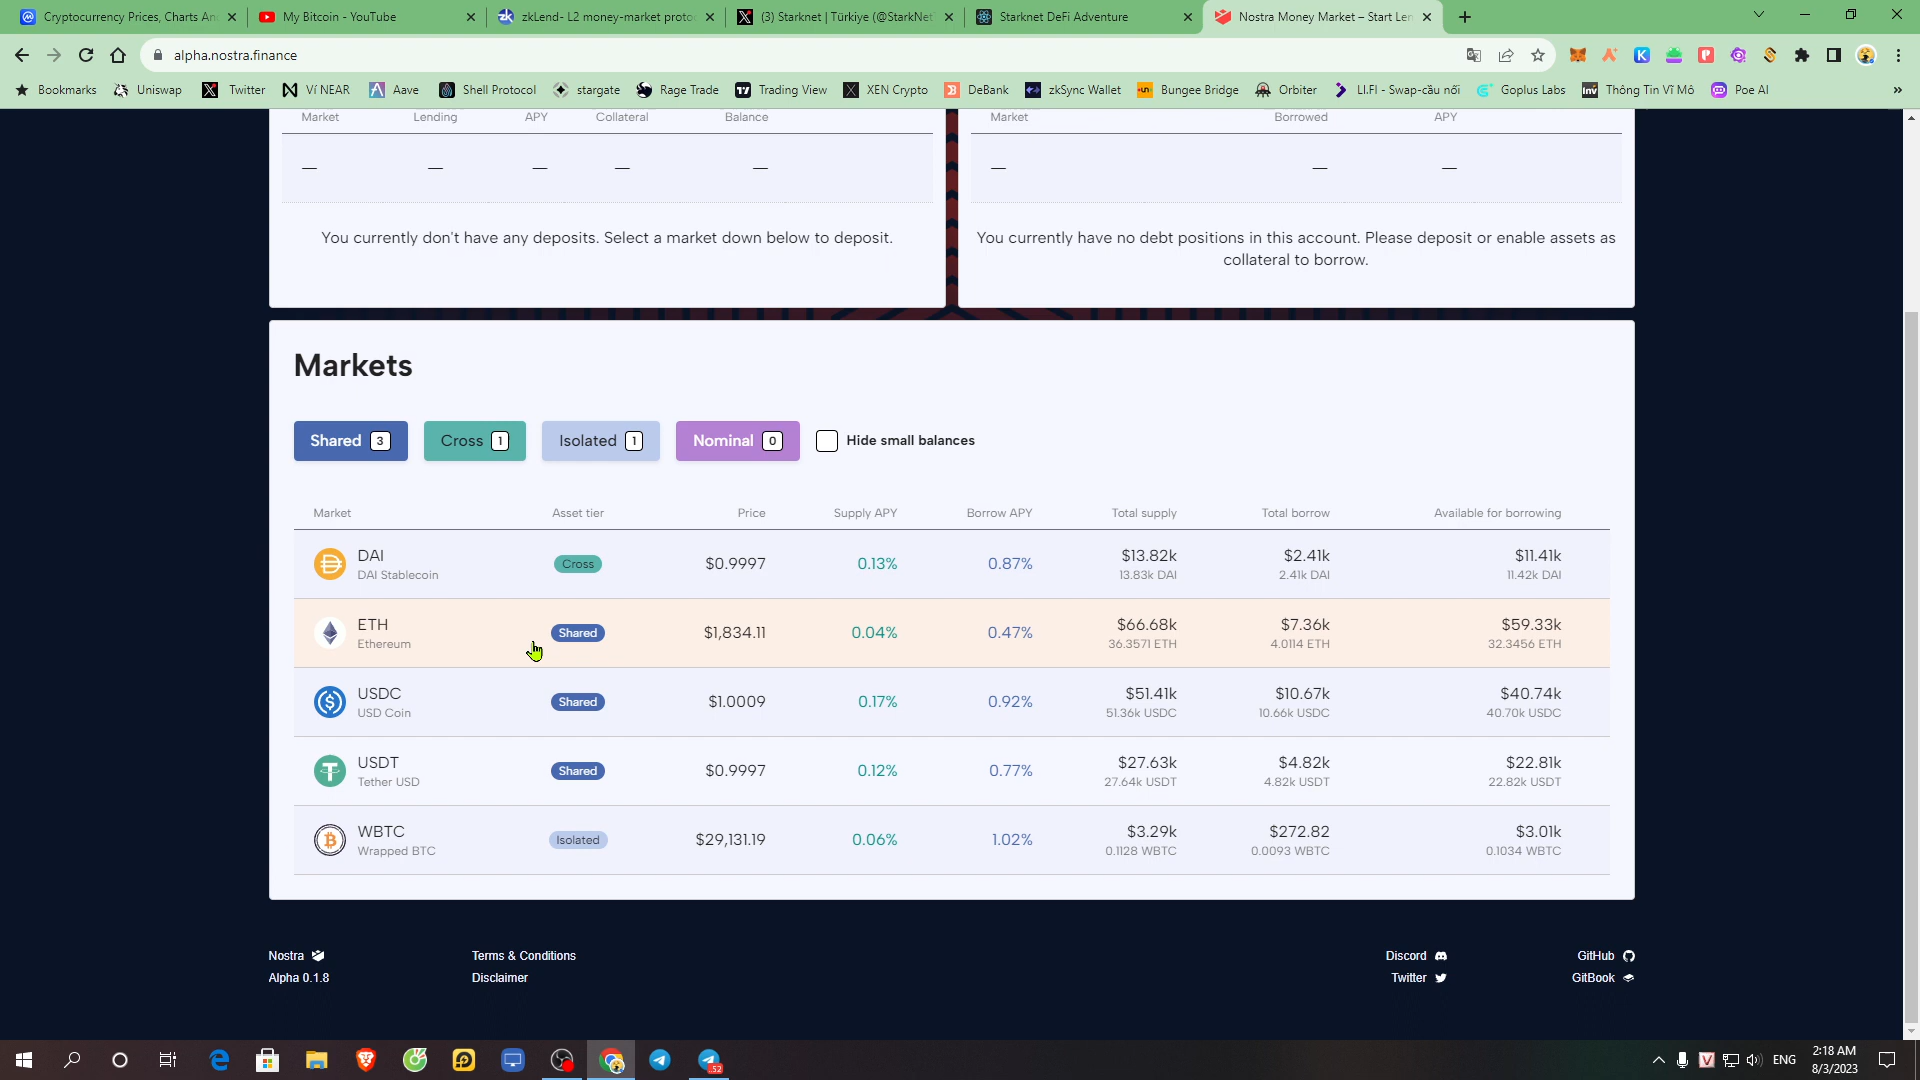 Cryptocurrency Prices, Charts An
My Bitcoin - YouTube
zkLend- L2 money-market proto
(3) Starknet | Türkiye (@StarkNet
Starknet DeFi Adventure
Nostra Money Market – Start Len
alpha.nostra.finance
Bookmarks
Uniswap
Twitter
Ví NEAR
Aave
Shell Protocol
stargate
Rage Trade
Trading View
XEN Crypto
DeBank
zkSync Wallet
Bungee Bridge
Orbiter
LI.FI - Swap-cầu nối
Goplus Labs
Thông Tin Vĩ Mô
Poe AI
Market Lending APY Collateral Balance
— — — — —
You currently don't have any deposits. Select a market down below to deposit.
Market Borrowed APY
— — —
You currently have no debt positions in this account. Please deposit or enable assets as
collateral to borrow.
Markets
Shared 3
Cross 1
Isolated 1
Nominal 0
Hide small balances
Market Asset tier Price Supply APY Borrow APY Total supply Total borrow Available for borrowing
DAI Cross $0.9997 0.13% 0.87% $13.82k $2.41k $11.41k
DAI Stablecoin 13.83k DAI 2.41k DAI 11.42k DAI
ETH Shared $1,834.11 0.04% 0.47% $66.68k $7.36k $59.33k
Ethereum 36.3571 ETH 4.0114 ETH 32.3456 ETH
USDC Shared $1.0009 0.17% 0.92% $51.41k $10.67k $40.74k
USD Coin 51.36k USDC 10.66k USDC 40.70k USDC
USDT Shared $0.9997 0.12% 0.77% $27.63k $4.82k $22.81k
Tether USD 27.64k USDT 4.82k USDT 22.82k USDT
WBTC Isolated $29,131.19 0.06% 1.02% $3.29k $272.82 $3.01k
Wrapped BTC 0.1128 WBTC 0.0093 WBTC 0.1034 WBTC
Nostra
Terms & Conditions
Discord
GitHub
Alpha 0.1.8
Disclaimer
Twitter
GitBook
ENG
2:18 AM
8/3/2023